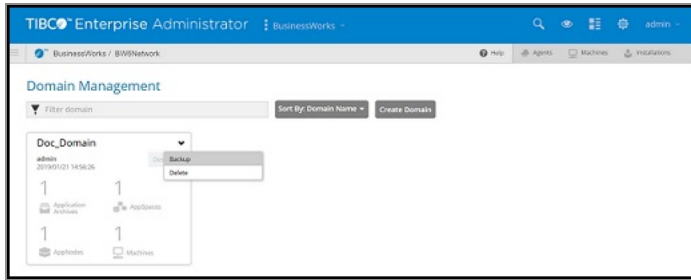 TIBCO Enterprise Administrator BusinessWorks admin
BusinessWorks / BW6Network Help Agents Machines Installations
Domain Management
Filter domain Sort By: Domain Name Create Domain
Doc_Domain
admin
2019/01/21 14:56:26
Backup
Delete
1 1
Application Archives AppSpaces
1 1
AppNodes Machines